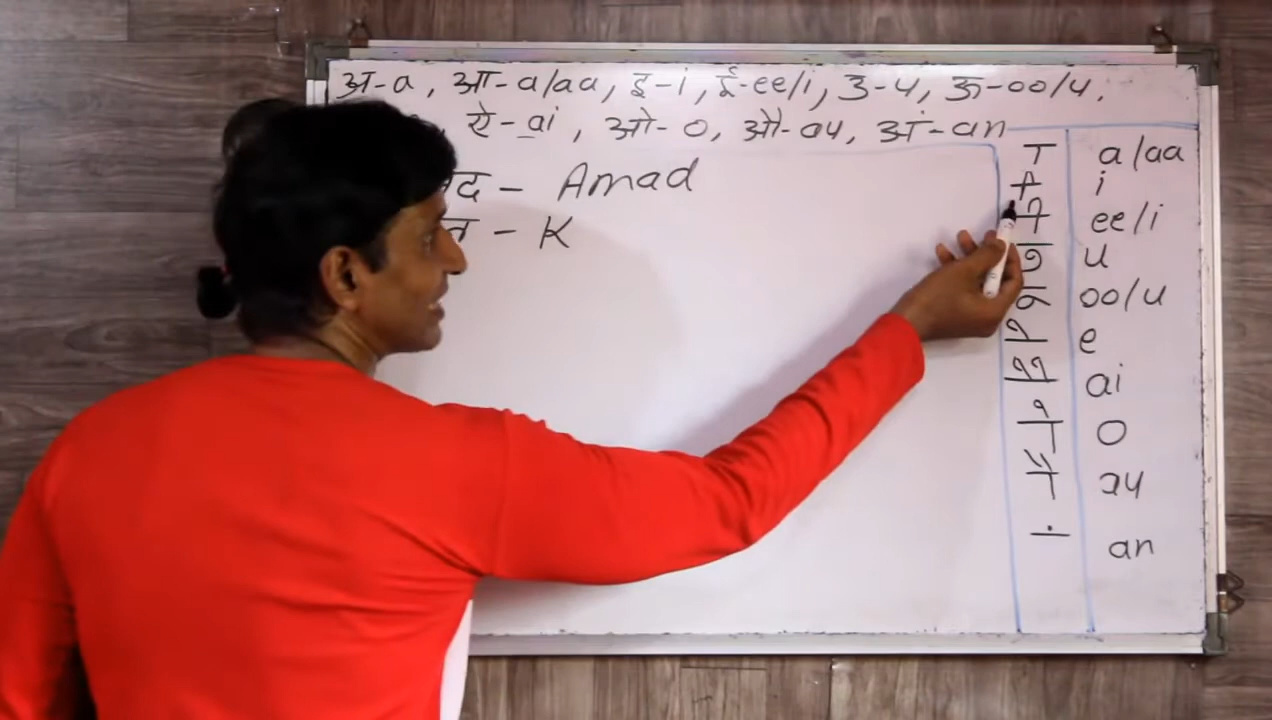 अ-a, आ-a/aa, इ-i, ई-ee/i, उ-u, ऊ-oo/u.
, ऐ-ai, ओ-o, औ-au, अं-an
द - Amad
त - K
ा a/aa
ि i
ी ee/i
ु u
ू oo/u
े e
ै ai
ो o
ौ au
ं an